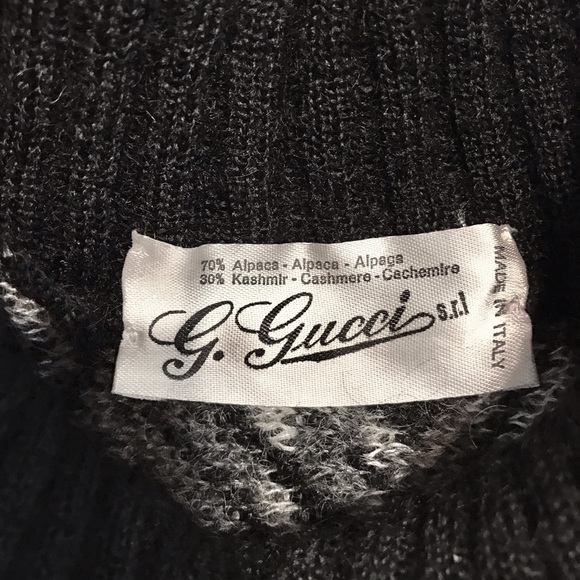 70% Alpaca - Alpaca - Alpaga
30% Kashmir - Cashmere - Cachemire
G. Gucci s.r.l
MADE IN ITALY